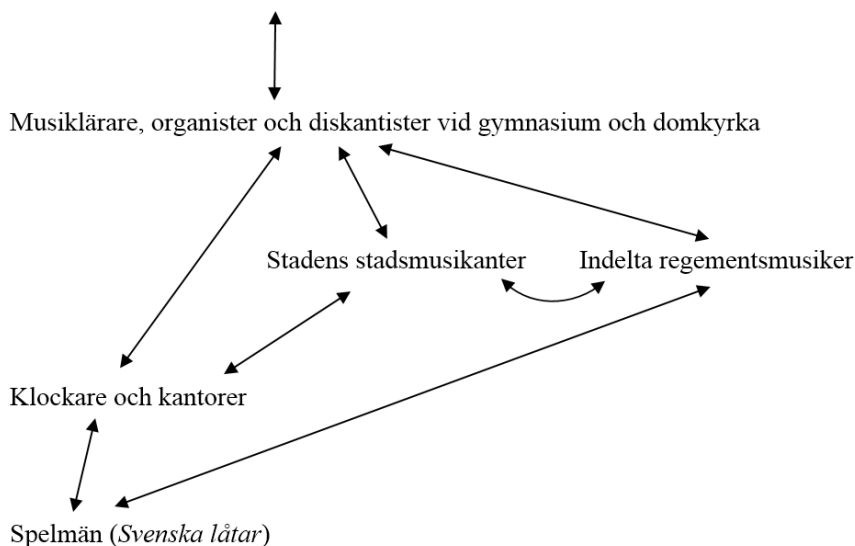 Musiklärare, organister och diskantister vid gymnasium och domkyrka
Stadens stadsmusikanter Indelta regementsmusiker
Klockare och kantorer
Spelmän (Svenska låtar)